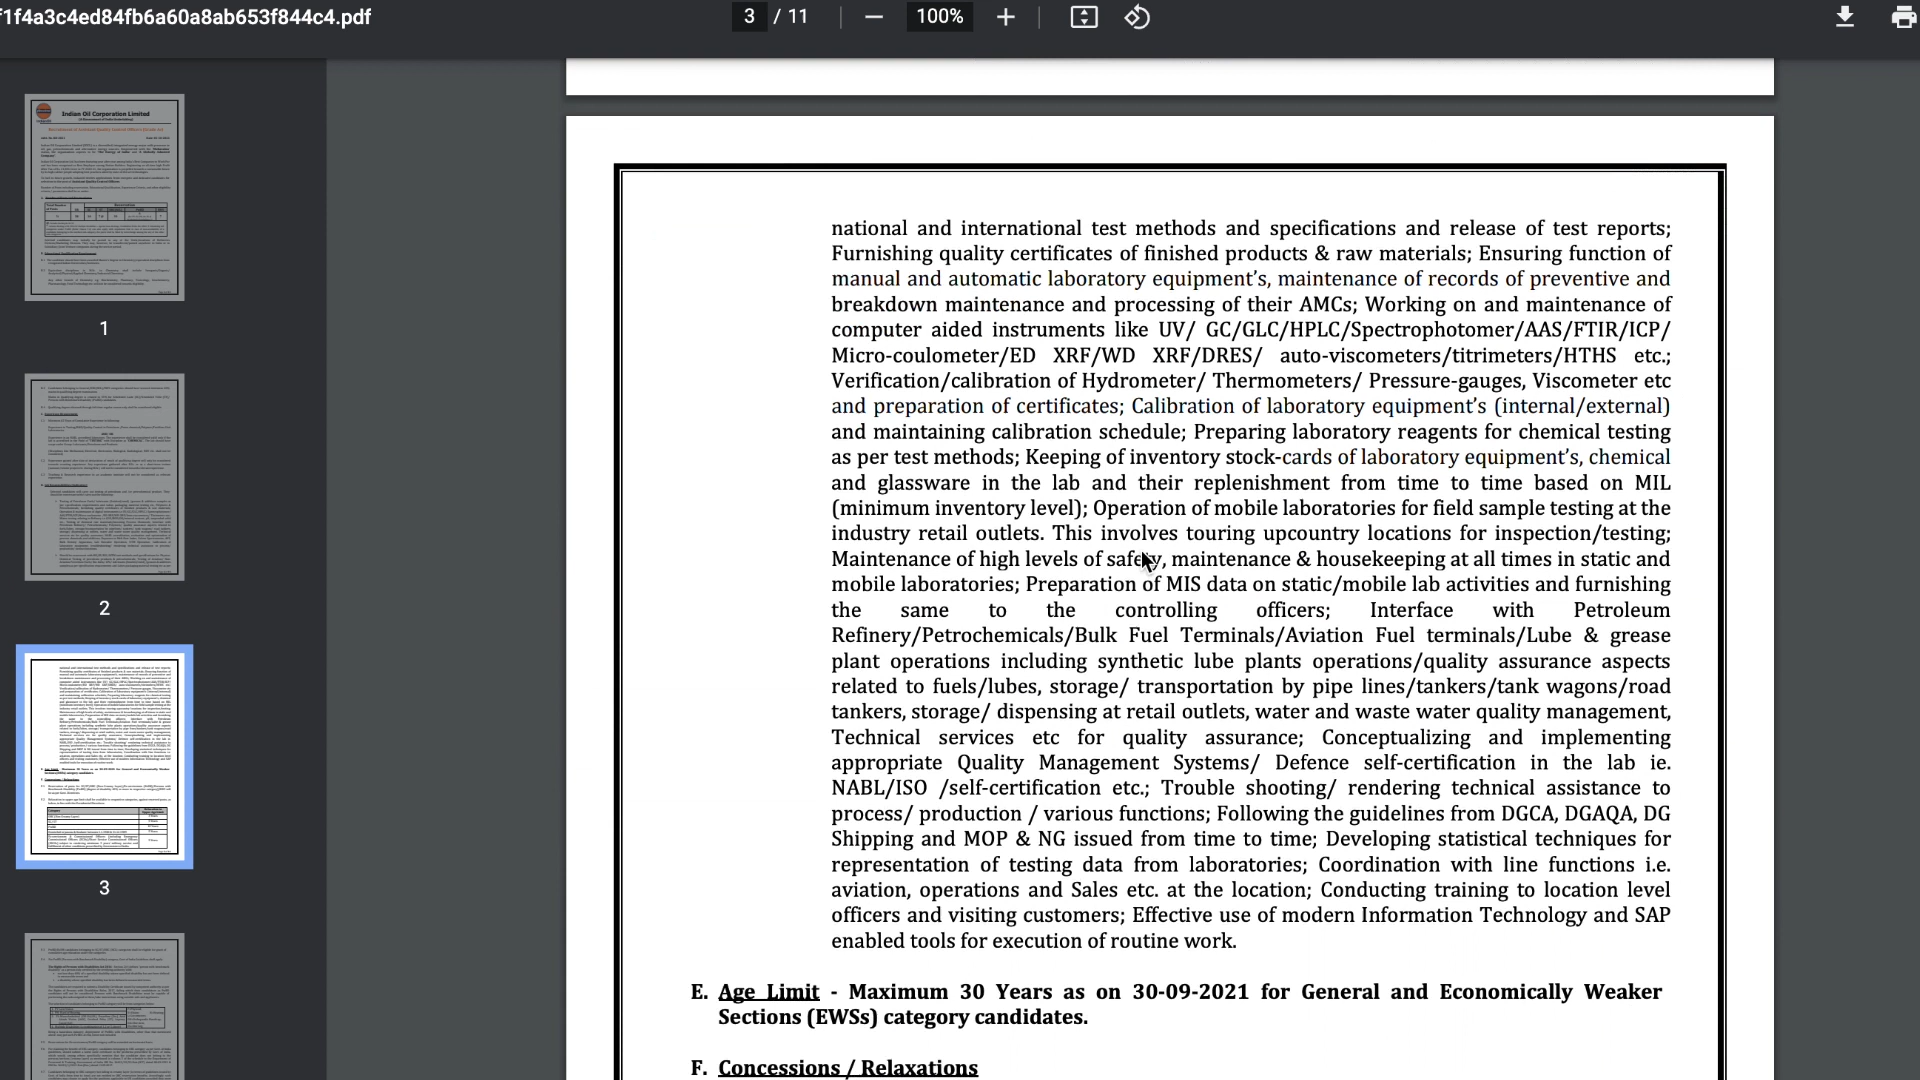 f1f4a3c4ed84fb6a60a8ab653f844c4.pdf
3 / 11
100%
Indian Oil Corporation Limited
1
2
3
national and international test methods and specifications and release of test reports;
Furnishing quality certificates of finished products & raw materials; Ensuring function of
manual and automatic laboratory equipment’s, maintenance of records of preventive and
breakdown maintenance and processing of their AMCs; Working on and maintenance of
computer aided instruments like UV/ GC/GLC/HPLC/Spectrophotomer/AAS/FTIR/ICP/
Micro-coulometer/ED XRF/WD XRF/DRES/ auto-viscometers/titrimeters/HTHS etc.;
Verification/calibration of Hydrometer/ Thermometers/ Pressure-gauges, Viscometer etc
and preparation of certificates; Calibration of laboratory equipment’s (internal/external)
and maintaining calibration schedule; Preparing laboratory reagents for chemical testing
as per test methods; Keeping of inventory stock-cards of laboratory equipment’s, chemical
and glassware in the lab and their replenishment from time to time based on MIL
(minimum inventory level); Operation of mobile laboratories for field sample testing at the
industry retail outlets. This involves touring upcountry locations for inspection/testing;
Maintenance of high levels of safety, maintenance & housekeeping at all times in static and
mobile laboratories; Preparation of MIS data on static/mobile lab activities and furnishing
the same to the controlling officers; Interface with Petroleum
Refinery/Petrochemicals/Bulk Fuel Terminals/Aviation Fuel terminals/Lube & grease
plant operations including synthetic lube plants operations/quality assurance aspects
related to fuels/lubes, storage/ transportation by pipe lines/tankers/tank wagons/road
tankers, storage/ dispensing at retail outlets, water and waste water quality management,
Technical services etc for quality assurance; Conceptualizing and implementing
appropriate Quality Management Systems/ Defence self-certification in the lab ie.
NABL/ISO /self-certification etc.; Trouble shooting/ rendering technical assistance to
process/ production / various functions; Following the guidelines from DGCA, DGAQA, DG
Shipping and MOP & NG issued from time to time; Developing statistical techniques for
representation of testing data from laboratories; Coordination with line functions i.e.
aviation, operations and Sales etc. at the location; Conducting training to location level
officers and visiting customers; Effective use of modern Information Technology and SAP
enabled tools for execution of routine work.
E. Age Limit - Maximum 30 Years as on 30-09-2021 for General and Economically Weaker
Sections (EWSs) category candidates.
F. Concessions / Relaxations